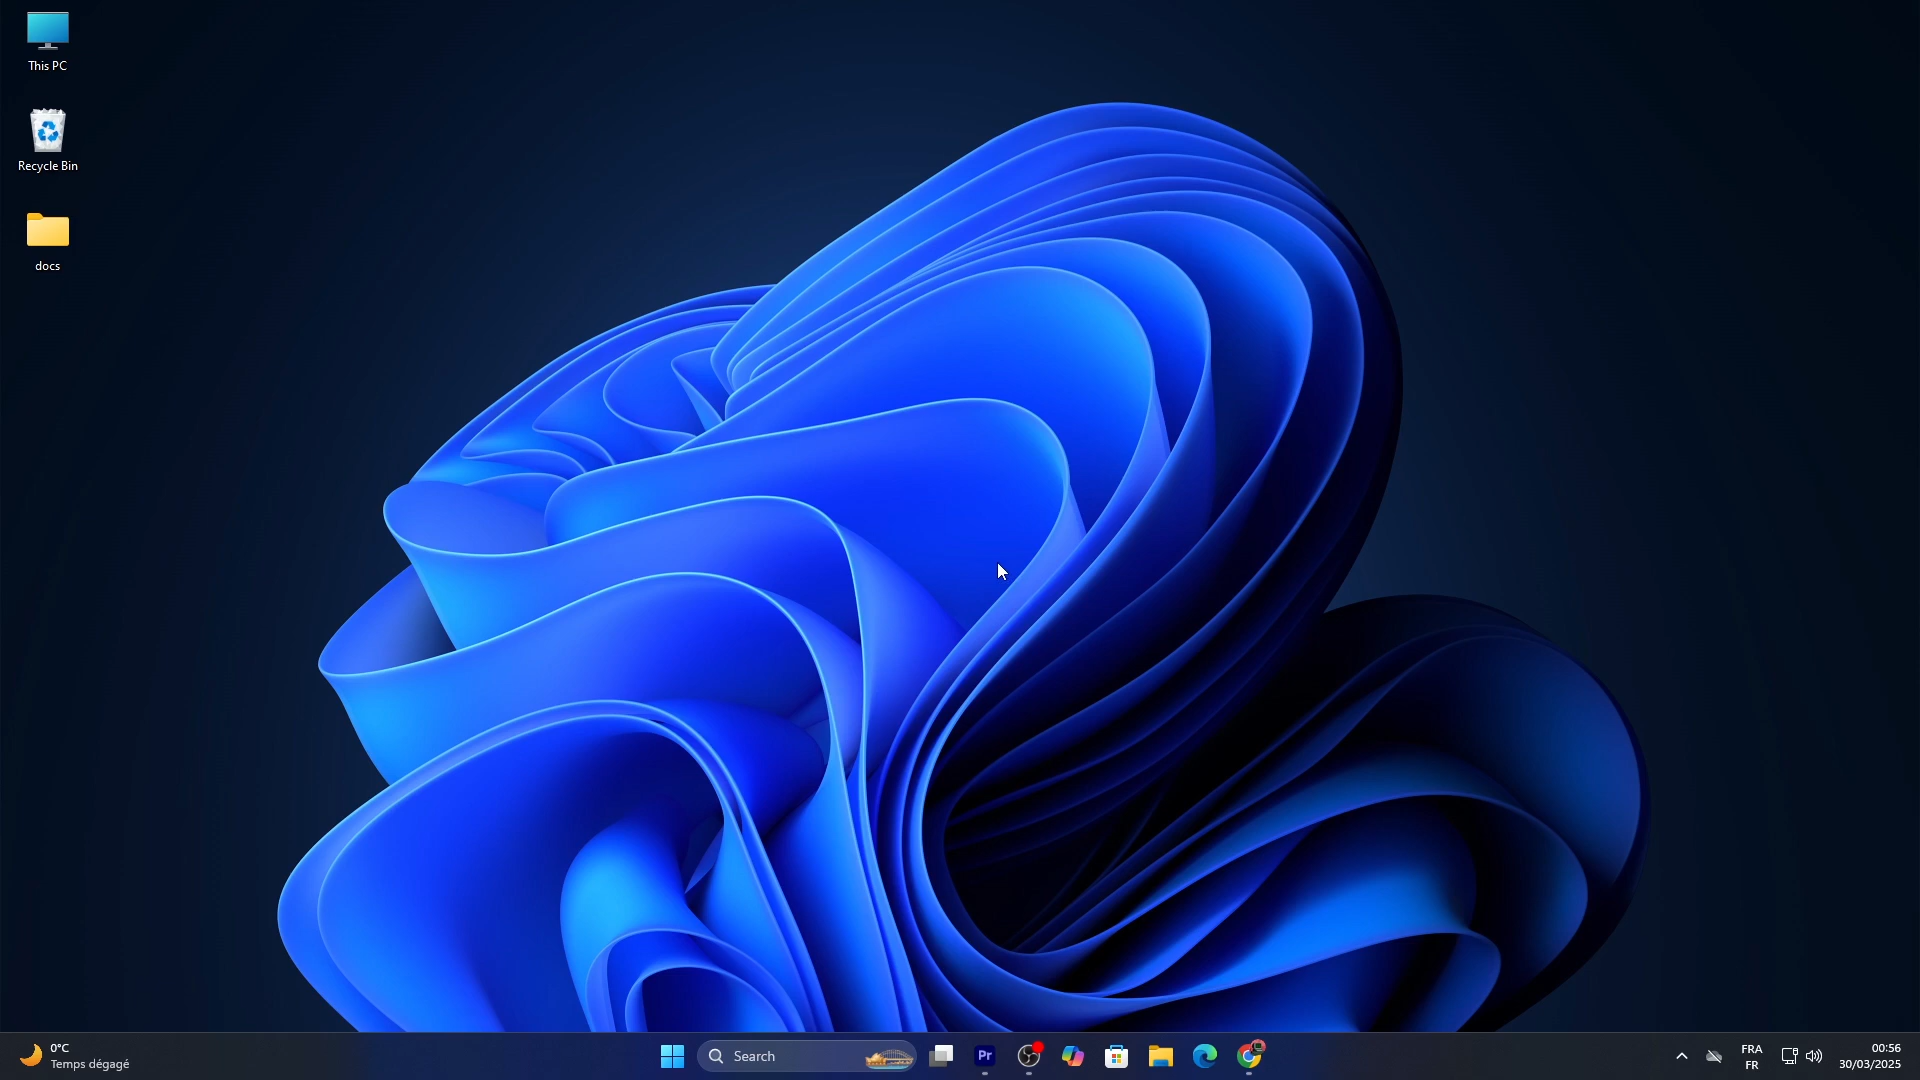 This PC
Recycle Bin
docs
0°C
Temps dégagé
Search
Pr
FRA
FR
00:56
30/03/2025